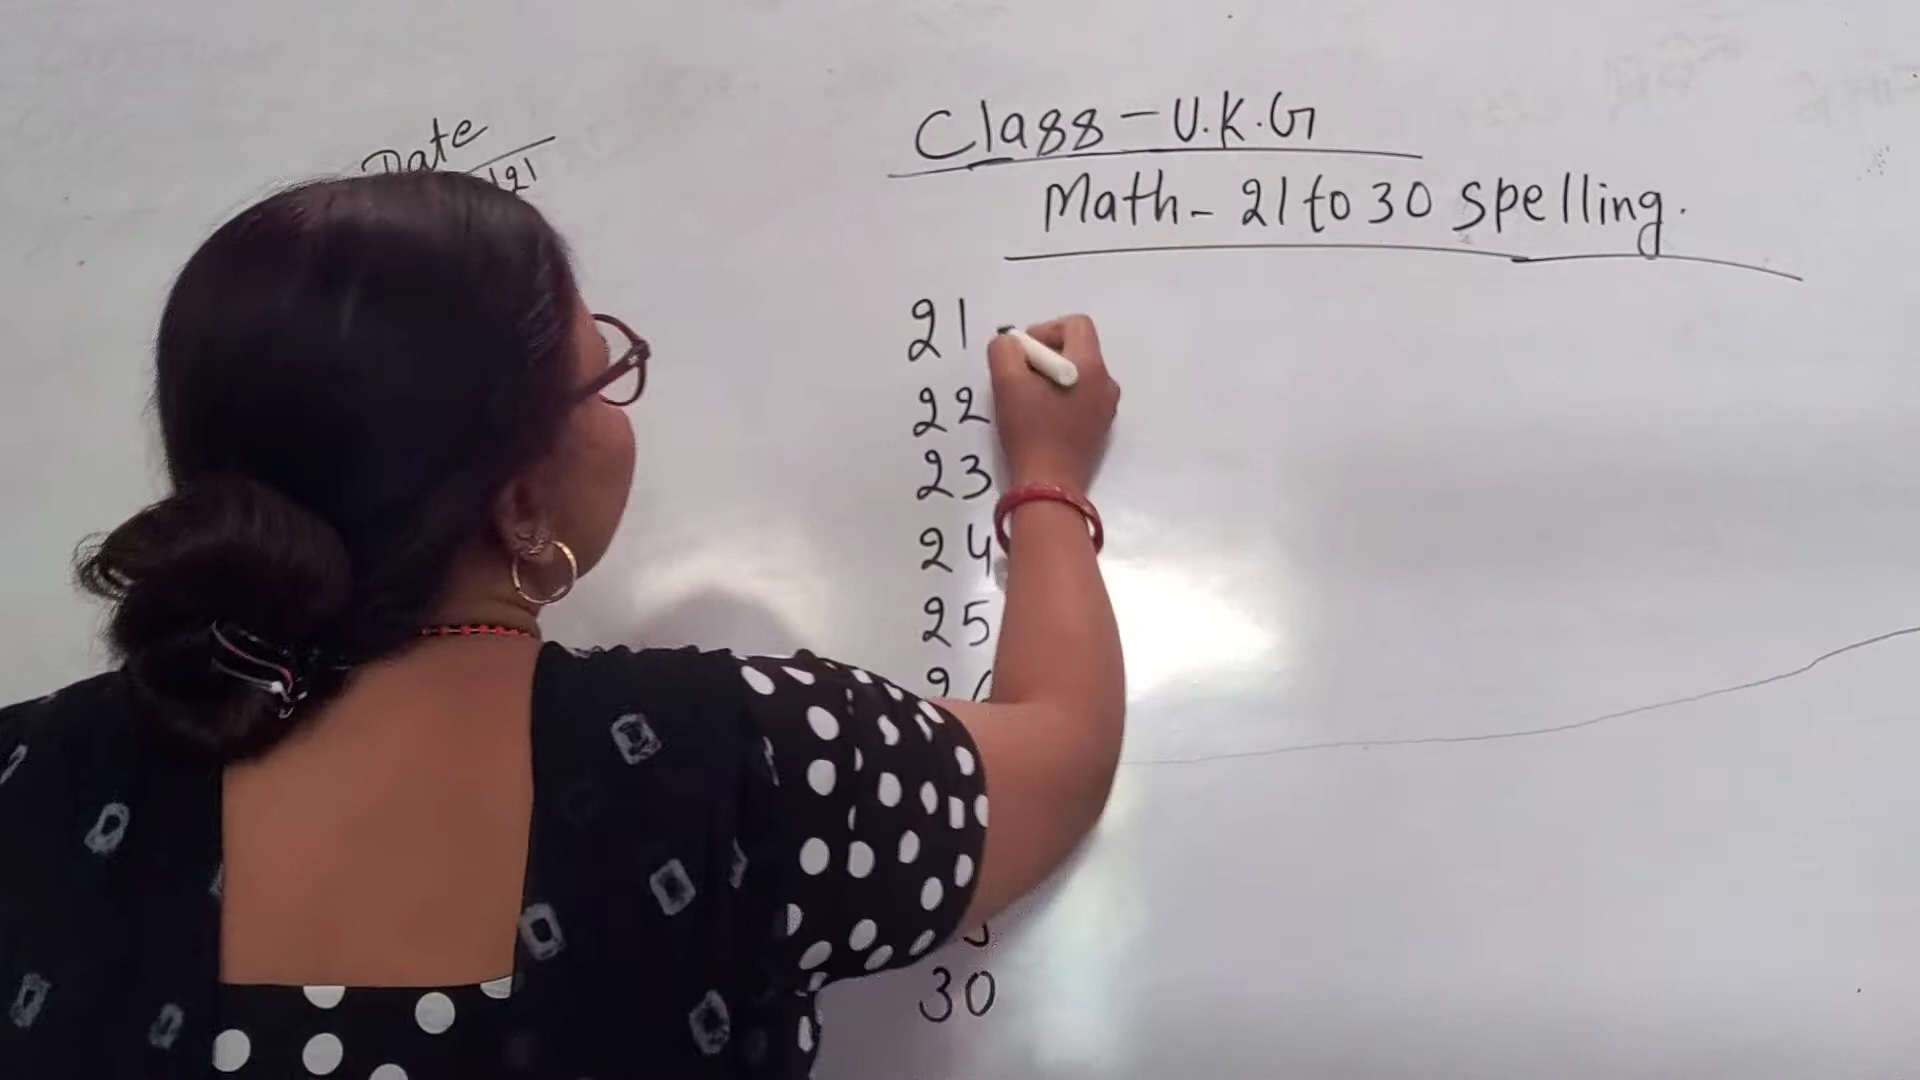 Date
Class - U.K.G
Math - 21 to 30 spelling.
21
22
23
24
25
30